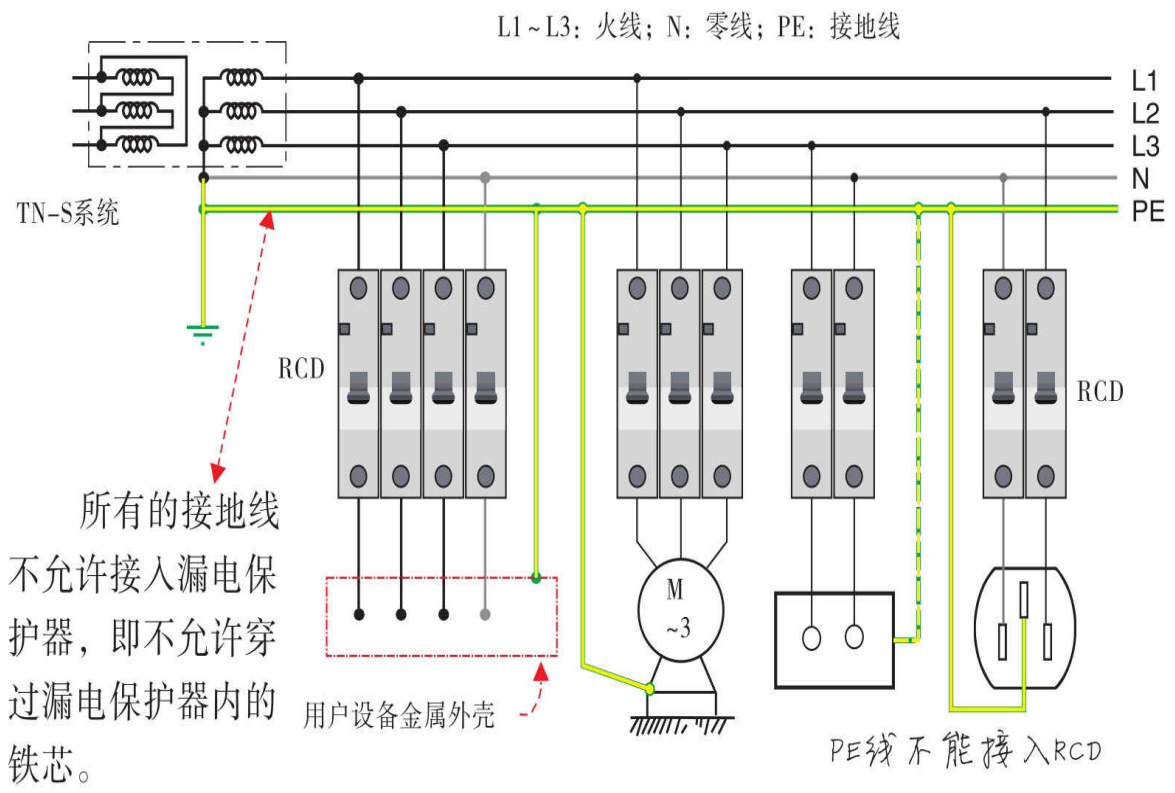 L1~L3：火线；N：零线；PE：接地线
L1
L2
L3
N
PE
TN-S系统
RCD
RCD
所有的接地线
不允许接入漏电保
护器，即不允许穿
过漏电保护器内的
铁芯。
M
~3
用户设备金属外壳
PE线不能接入RCD